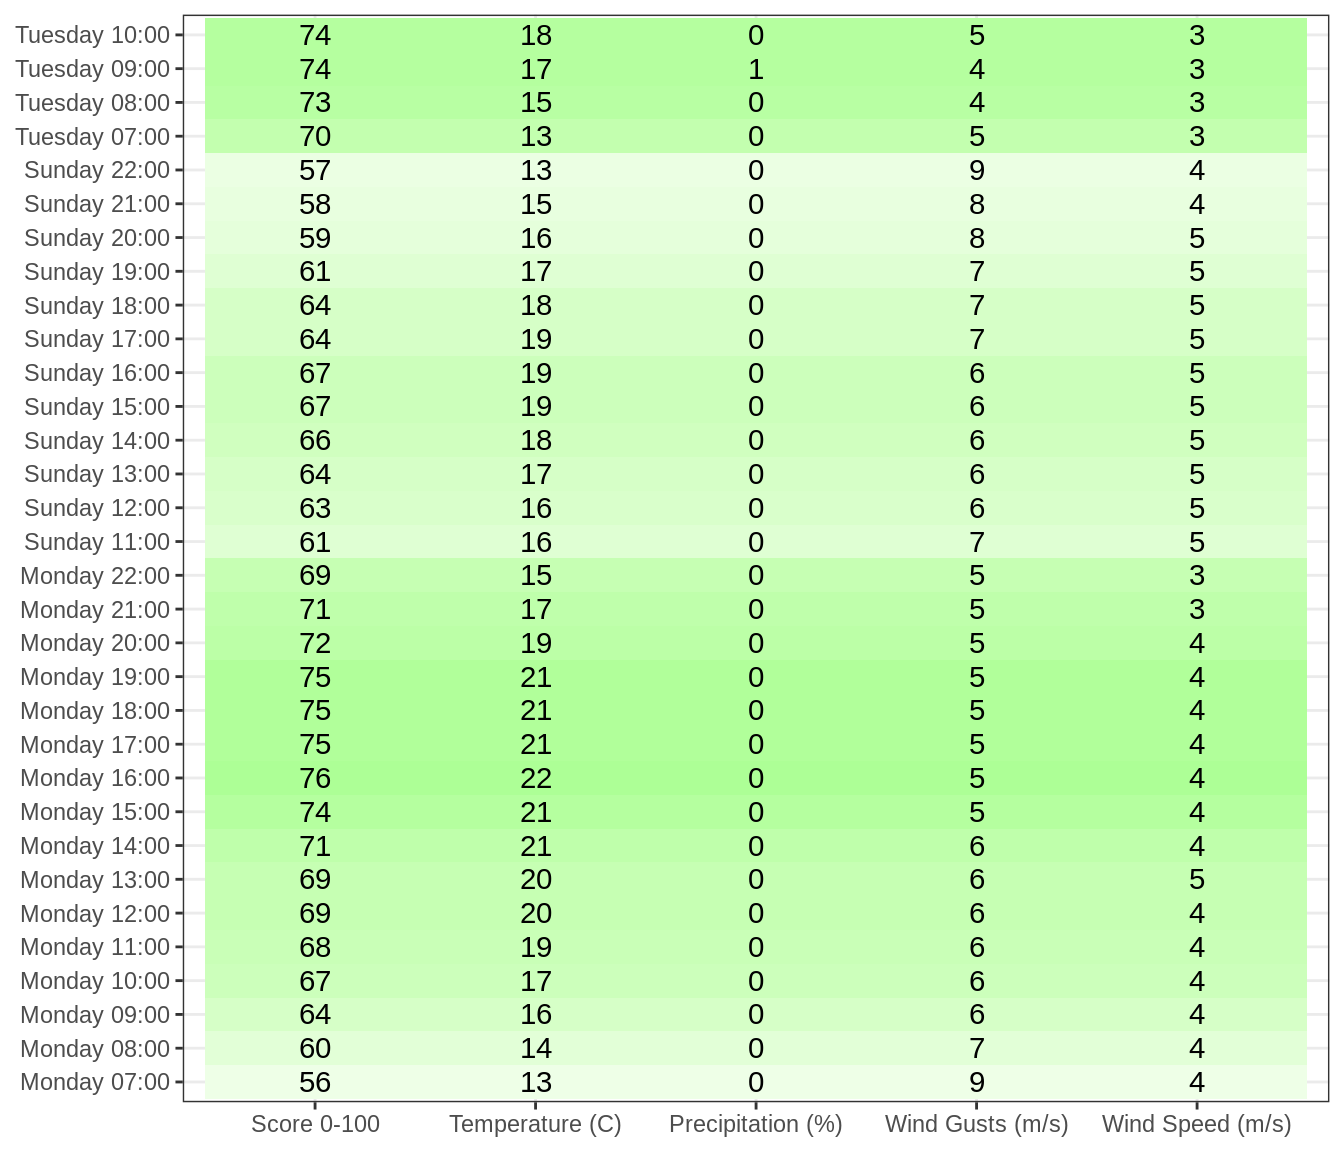 Tuesday 10:00 74 18 0 5 3
Tuesday 09:00 74 17 1 4 3
Tuesday 08:00 73 15 0 4 3
Tuesday 07:00 70 13 0 5 3
Sunday 22:00 57 13 0 9 4
Sunday 21:00 58 15 0 8 4
Sunday 20:00 59 16 0 8 5
Sunday 19:00 61 17 0 7 5
Sunday 18:00 64 18 0 7 5
Sunday 17:00 64 19 0 7 5
Sunday 16:00 67 19 0 6 5
Sunday 15:00 67 19 0 6 5
Sunday 14:00 66 18 0 6 5
Sunday 13:00 64 17 0 6 5
Sunday 12:00 63 16 0 6 5
Sunday 11:00 61 16 0 7 5
Monday 22:00 69 15 0 5 3
Monday 21:00 71 17 0 5 3
Monday 20:00 72 19 0 5 4
Monday 19:00 75 21 0 5 4
Monday 18:00 75 21 0 5 4
Monday 17:00 75 21 0 5 4
Monday 16:00 76 22 0 5 4
Monday 15:00 74 21 0 5 4
Monday 14:00 71 21 0 6 4
Monday 13:00 69 20 0 6 5
Monday 12:00 69 20 0 6 4
Monday 11:00 68 19 0 6 4
Monday 10:00 67 17 0 6 4
Monday 09:00 64 16 0 6 4
Monday 08:00 60 14 0 7 4
Monday 07:00 56 13 0 9 4
Score 0-100 Temperature (C) Precipitation (%) Wind Gusts (m/s) Wind Speed (m/s)